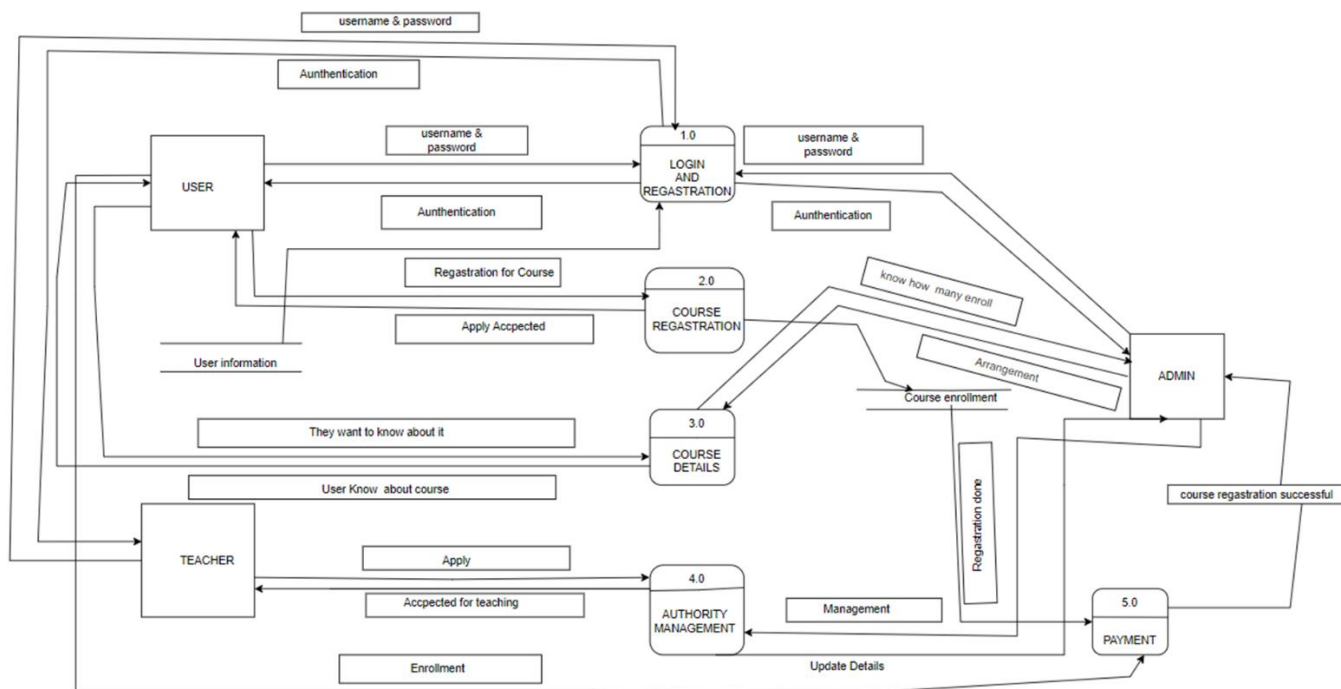 username & password
Aunthentication
username &
password
1.0
LOGIN
AND
REGASTRATION
username &
password
USER
Aunthentication
Aunthentication
Regastration for Course
2.0
COURSE
REGASTRATION
know how many enroll
Apply Accpected
User information
Arrangement
ADMIN
Course enrollment
They want to know about it
3.0
COURSE
DETAILS
User Know about course
course regastration successful
Regastration done
TEACHER
Apply
4.0
AUTHORITY
MANAGEMENT
Accpected for teaching
Management
5.0
PAYMENT
Enrollment
Update Details